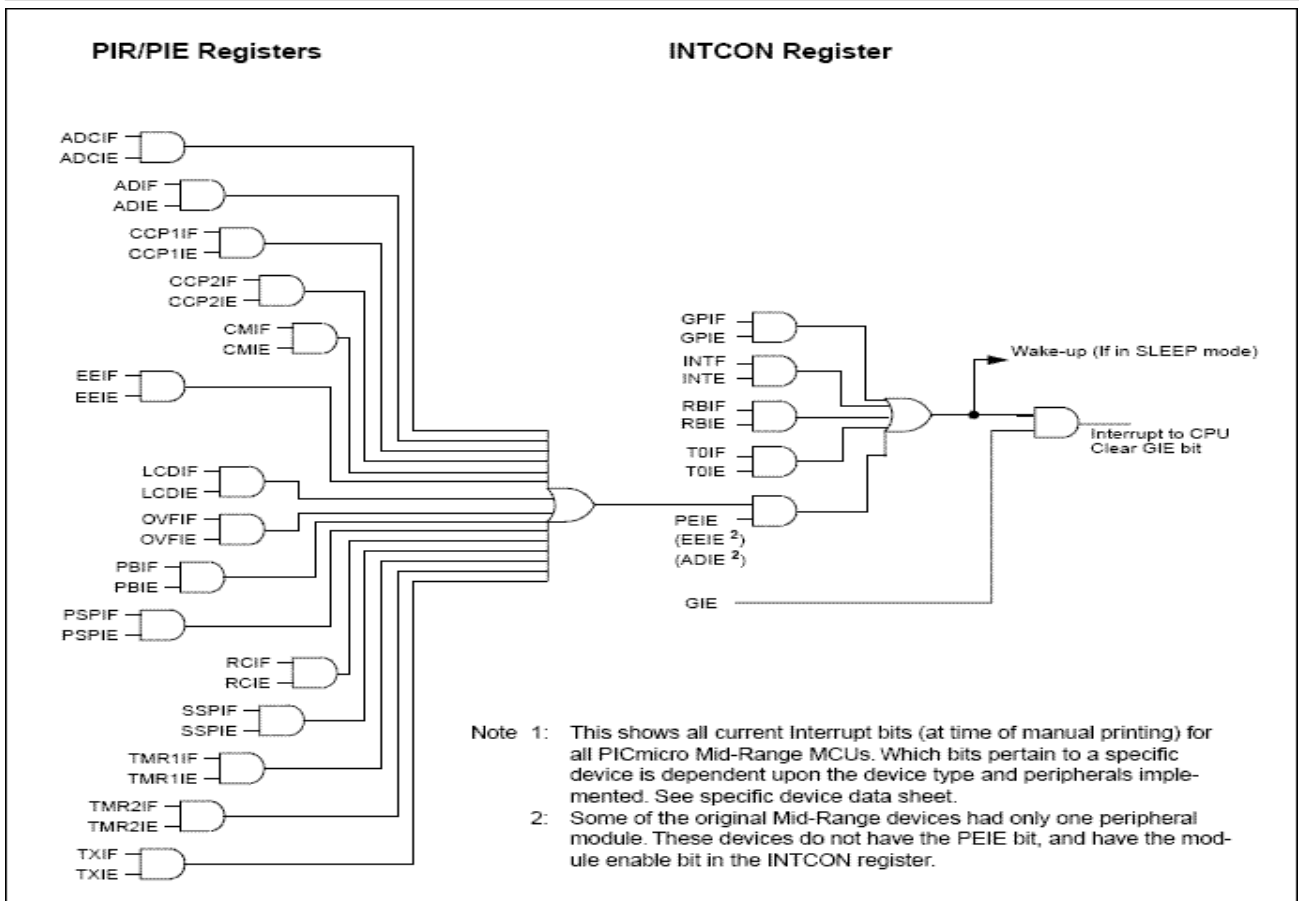 PIR/PIE Registers
INTCON Register
ADCIF
ADCIE
ADIF
ADIE
CCP1IF
CCP1IE
CCP2IF
CCP2IE
CMIF
CMIE
EEIF
EEIE
LCDIF
LCDIE
OVFIF
OVFIE
PBIF
PBIE
PSPIF
PSPIE
RCIF
RCIE
SSPIF
SSPIE
TMR1IF
TMR1IE
TMR2IF
TMR2IE
TXIF
TXIE
GPIF
GPIE
INTF
INTE
RBIF
RBIE
T0IF
T0IE
PEIE
(EEIE 2)
(ADIE 2)
GIE
Wake-up (If in SLEEP mode)
Interrupt to CPU
Clear GIE bit
Note 1: This shows all current Interrupt bits (at time of manual printing) for
all PICmicro Mid-Range MCUs. Which bits pertain to a specific
device is dependent upon the device type and peripherals imple-
mented. See specific device data sheet.
2: Some of the original Mid-Range devices had only one peripheral
module. These devices do not have the PEIE bit, and have the mod-
ule enable bit in the INTCON register.